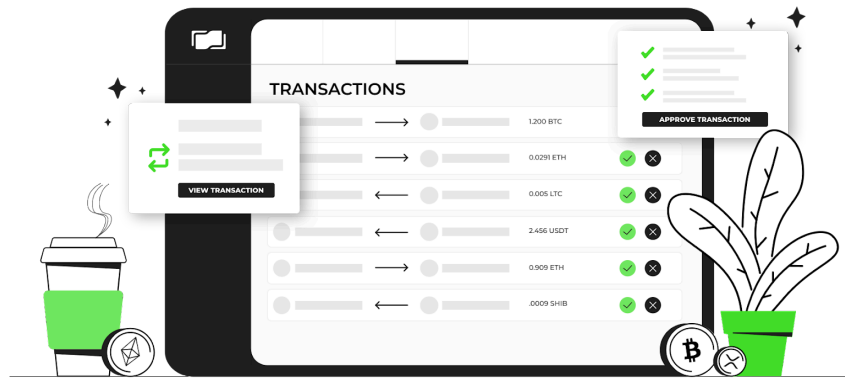 TRANSACTIONS
1.200 BTC
APPROVE TRANSACTION
0.0291 ETH
VIEW TRANSACTION
0.005 LTC
2.456 USDT
0.909 ETH
.0009 SHIB